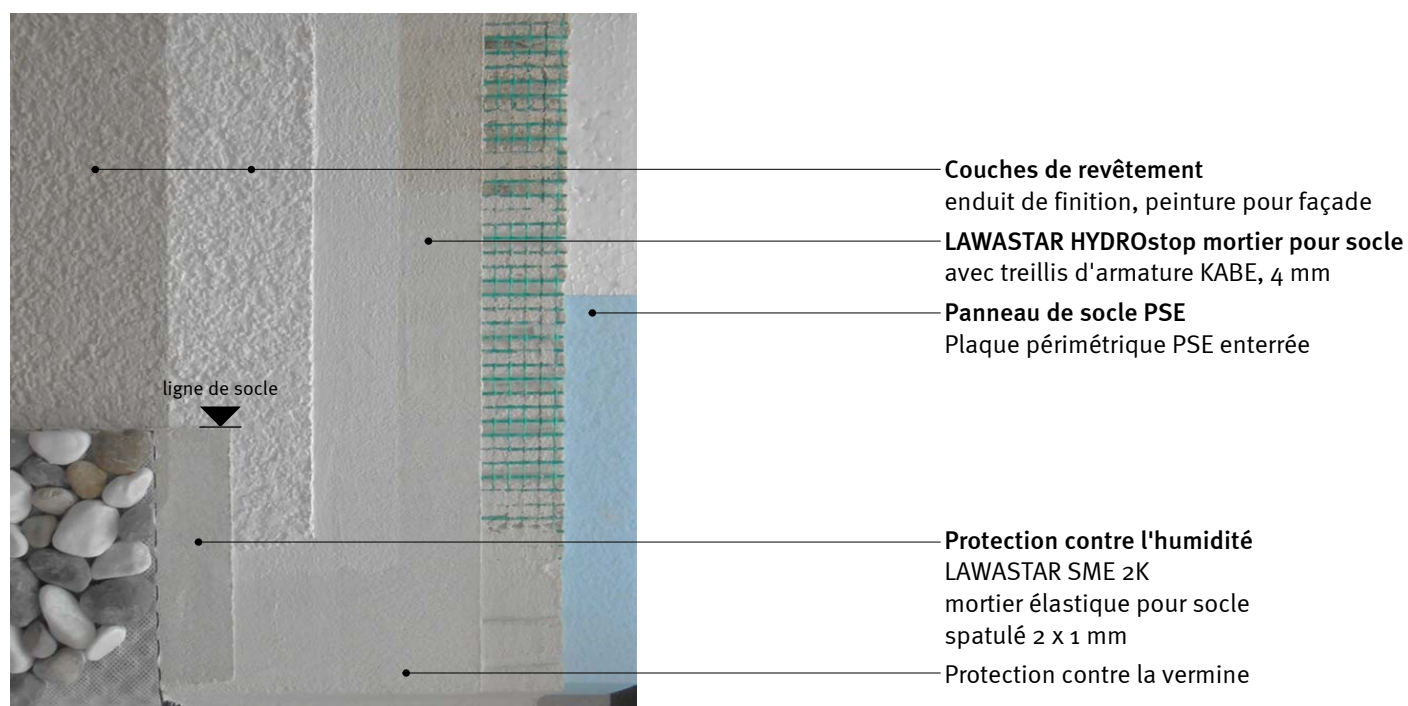 Couches de revêtement
enduit de finition, peinture pour façade
LAWASTAR HYDROstop mortier pour socle
avec treillis d'armature KABE, 4 mm
Panneau de socle PSE
Plaque périmétrique PSE enterrée
ligne de socle
Protection contre l'humidité
LAWASTAR SME 2K
mortier élastique pour socle
spatulé 2 x 1 mm
Protection contre la vermine